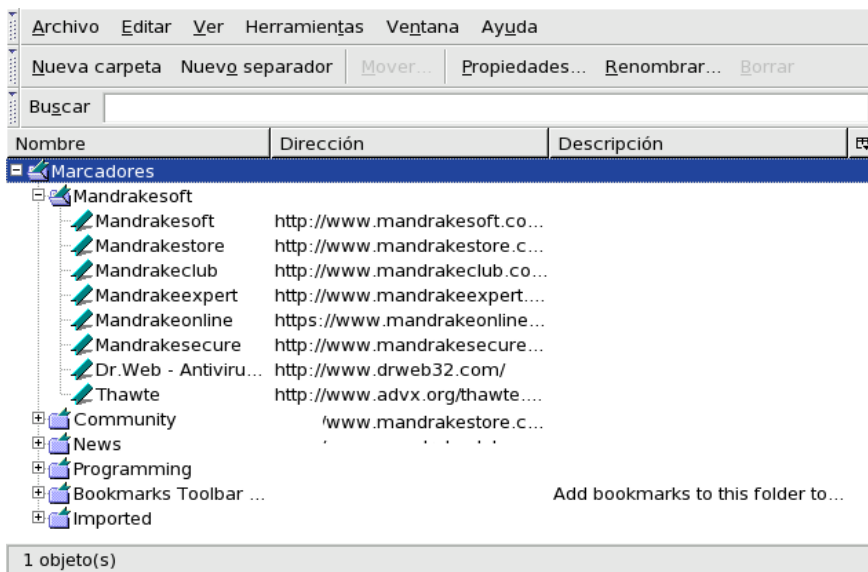 Archivo Editar Ver Herramientas Ventana Ayuda
Nueva carpeta Nuevo separador Mover... Propiedades... Renombrar... Borrar
Buscar
Nombre Dirección Descripción
Marcadores
Mandrakesoft
Mandrakesoft http://www.mandrakesoft.co...
Mandrakestore http://www.mandrakestore.c...
Mandrakeclub http://www.mandrakeclub.co...
Mandrakeexpert http://www.mandrakeexpert....
Mandrakeonline https://www.mandrakeonline...
Mandrakesecure http://www.mandrakesecure...
Dr.Web - Antiviru... http://www.drweb32.com/
Thawte http://www.advx.org/thawte....
Community /www.mandrakestore.c...
News
Programming
Bookmarks Toolbar ... Add bookmarks to this folder to...
Imported
1 objeto(s)